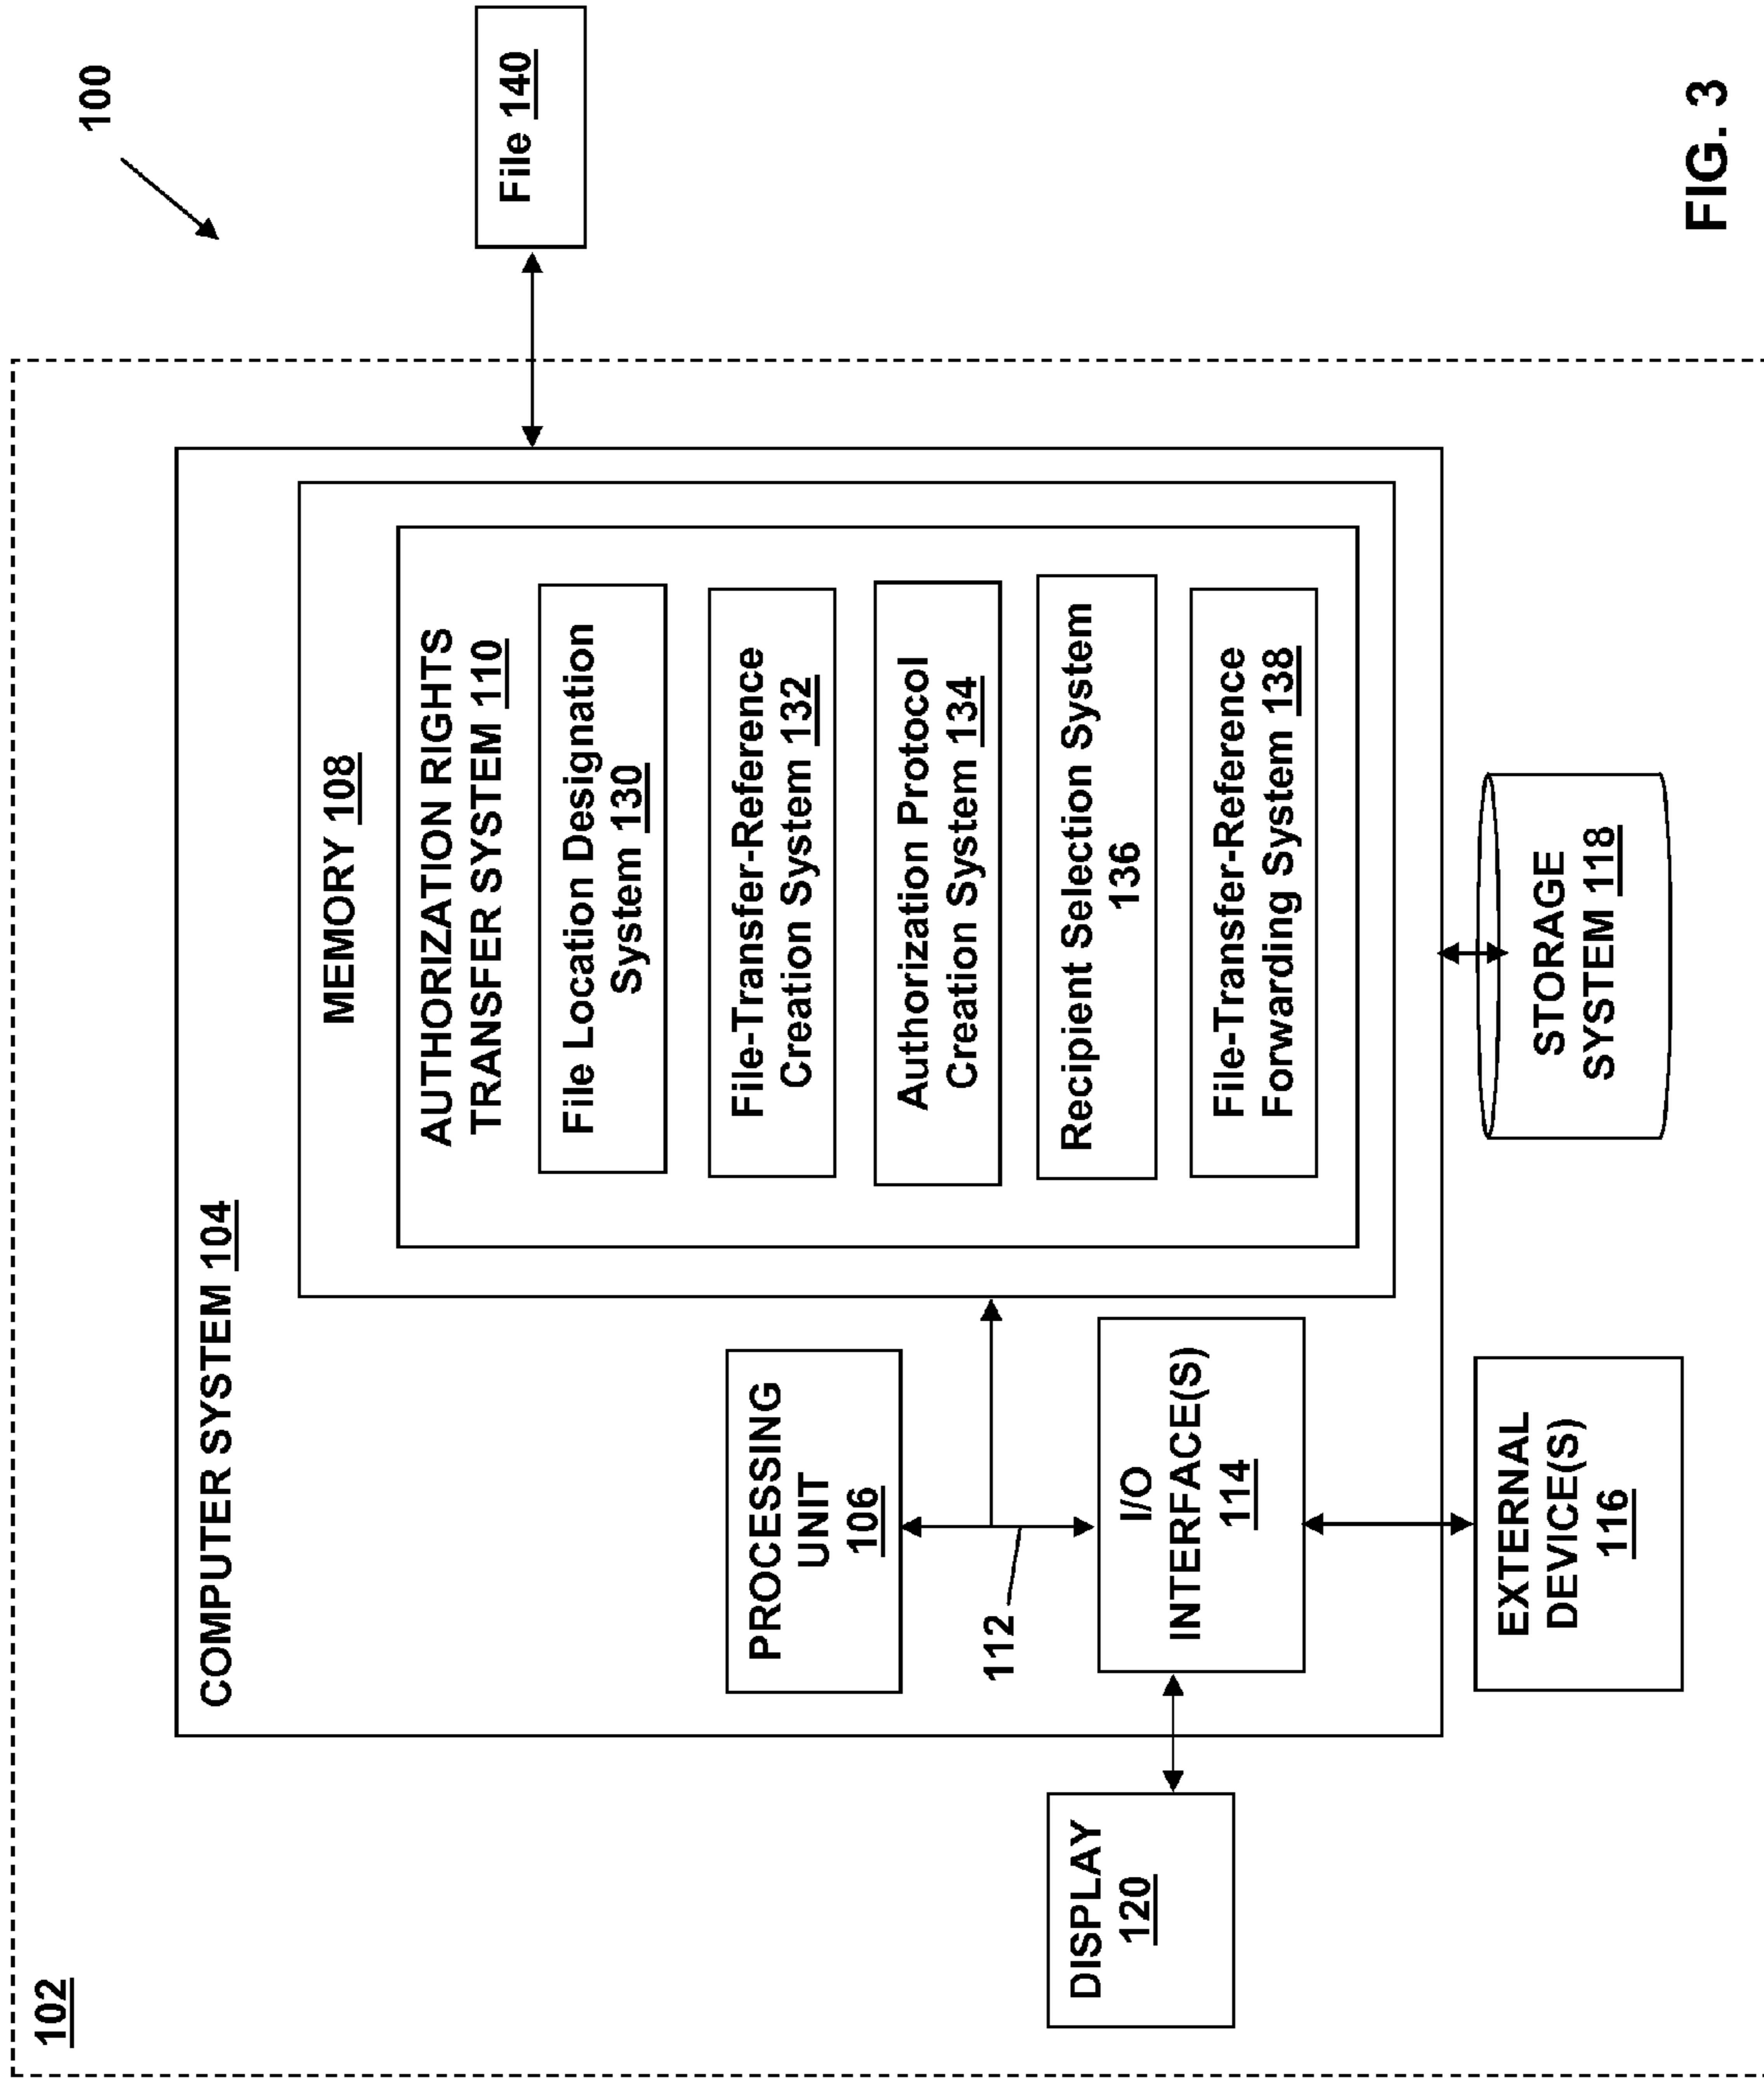 100
102
COMPUTER SYSTEM 104
MEMORY 108
AUTHORIZATION RIGHTS
TRANSFER SYSTEM 110
File Location Designation
System 130
File-Transfer-Reference
Creation System 132
Authorization Protocol
Creation System 134
Recipient Selection System
136
File-Transfer-Reference
Forwarding System 138
File 140
PROCESSING
UNIT
106
112
I/O
INTERFACE(S)
114
DISPLAY
120
EXTERNAL
DEVICE(S)
116
STORAGE
SYSTEM 118
FIG. 3